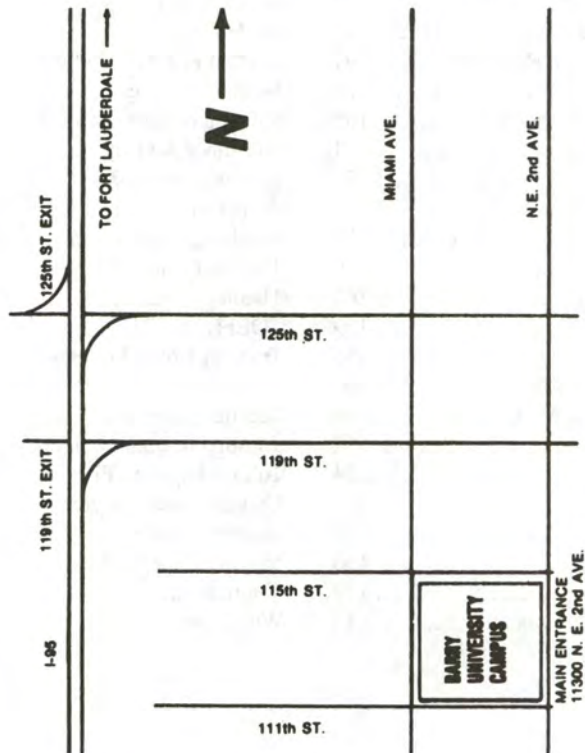 TO FORT LAUDERDALE
N
125th ST. EXIT
MIAMI AVE.
N.E. 2nd AVE.
125th ST.
119th ST. EXIT
119th ST.
I-95
115th ST.
BARRY
UNIVERSITY
CAMPUS
MAIN ENTRANCE
11300 N. E. 2nd AVE.
111th ST.